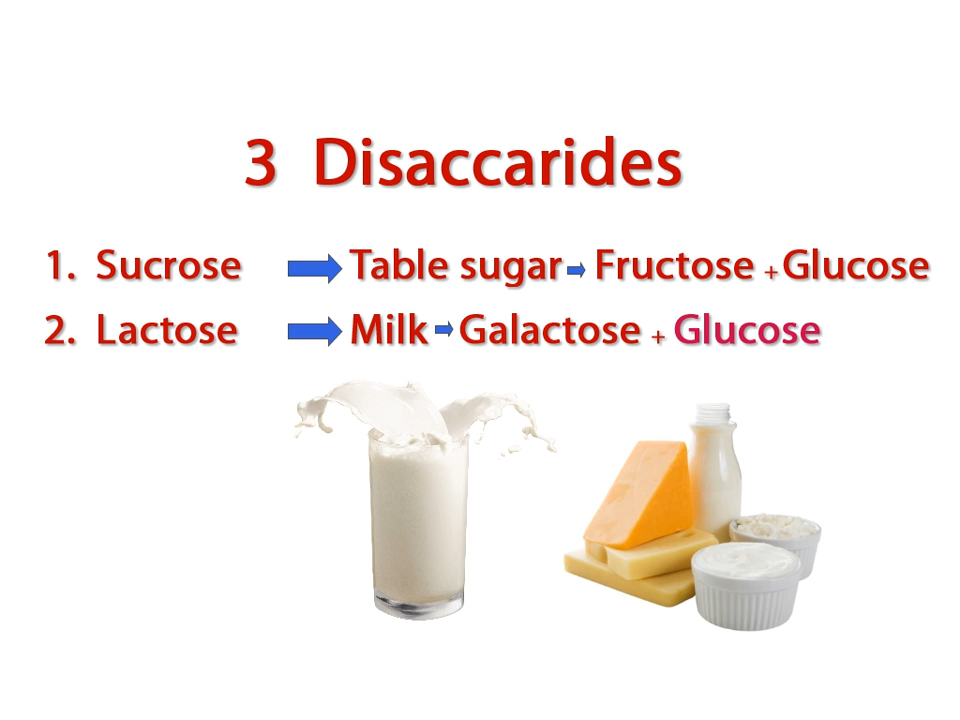 3 Disaccarides
1. Sucrose Table sugar Fructose + Glucose
2. Lactose Milk Galactose + Glucose